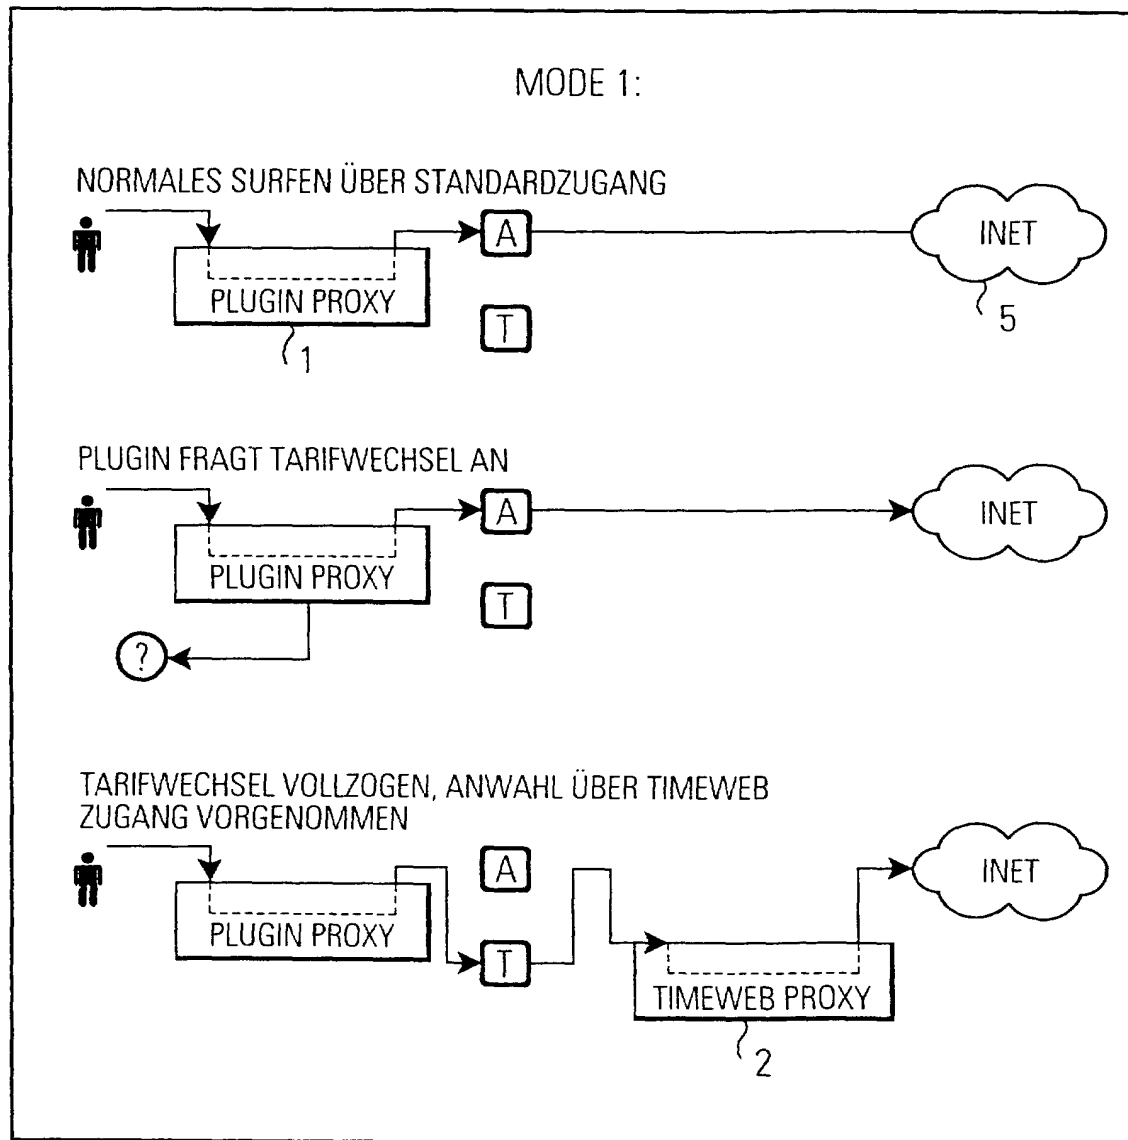 MODE 1:
NORMALES SURFEN ÜBER STANDARDZUGANG
A
INET
PLUGIN PROXY
T
5
1
PLUGIN FRAGT TARIFWECHSEL AN
A
INET
PLUGIN PROXY
T
?
TARIFWECHSEL VOLLZOGEN, ANWAHL ÜBER TIMEWEB
ZUGANG VORGENOMMEN
A
INET
PLUGIN PROXY
T
TIMEWEB PROXY
2